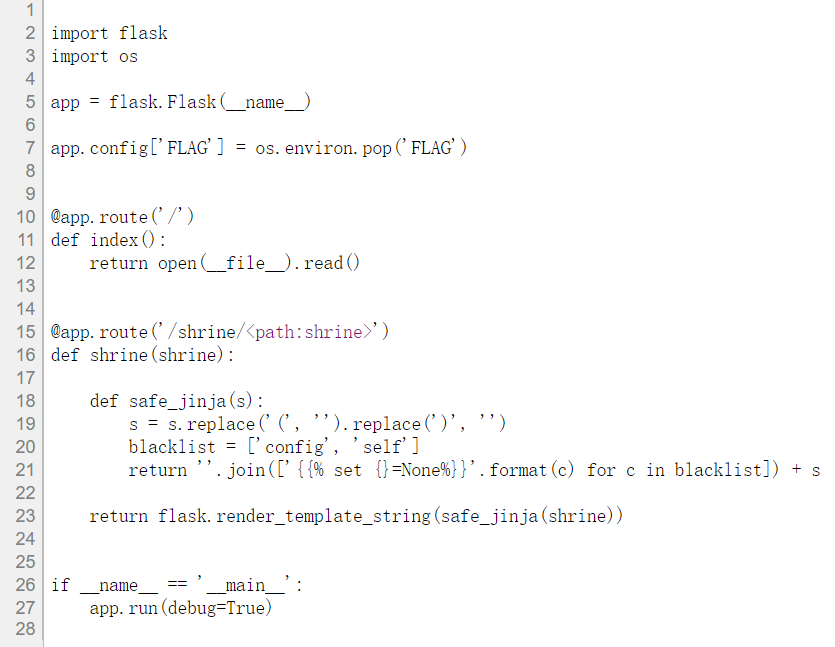 1
2 import flask
3 import os
4
5 app = flask.Flask(__name__)
6
7 app.config['FLAG'] = os.environ.pop('FLAG')
8
9
10 @app.route('/')
11 def index():
12     return open(__file__).read()
13
14
15 @app.route('/shrine/<path:shrine>')
16 def shrine(shrine):
17
18     def safe_jinja(s):
19         s = s.replace('(', '').replace(')', '')
20         blacklist = ['config', 'self']
21         return ''.join(['{{% set {}=None%}}'.format(c) for c in blacklist]) + s
22
23     return flask.render_template_string(safe_jinja(shrine))
24
25
26 if __name__ == '__main__':
27     app.run(debug=True)
28